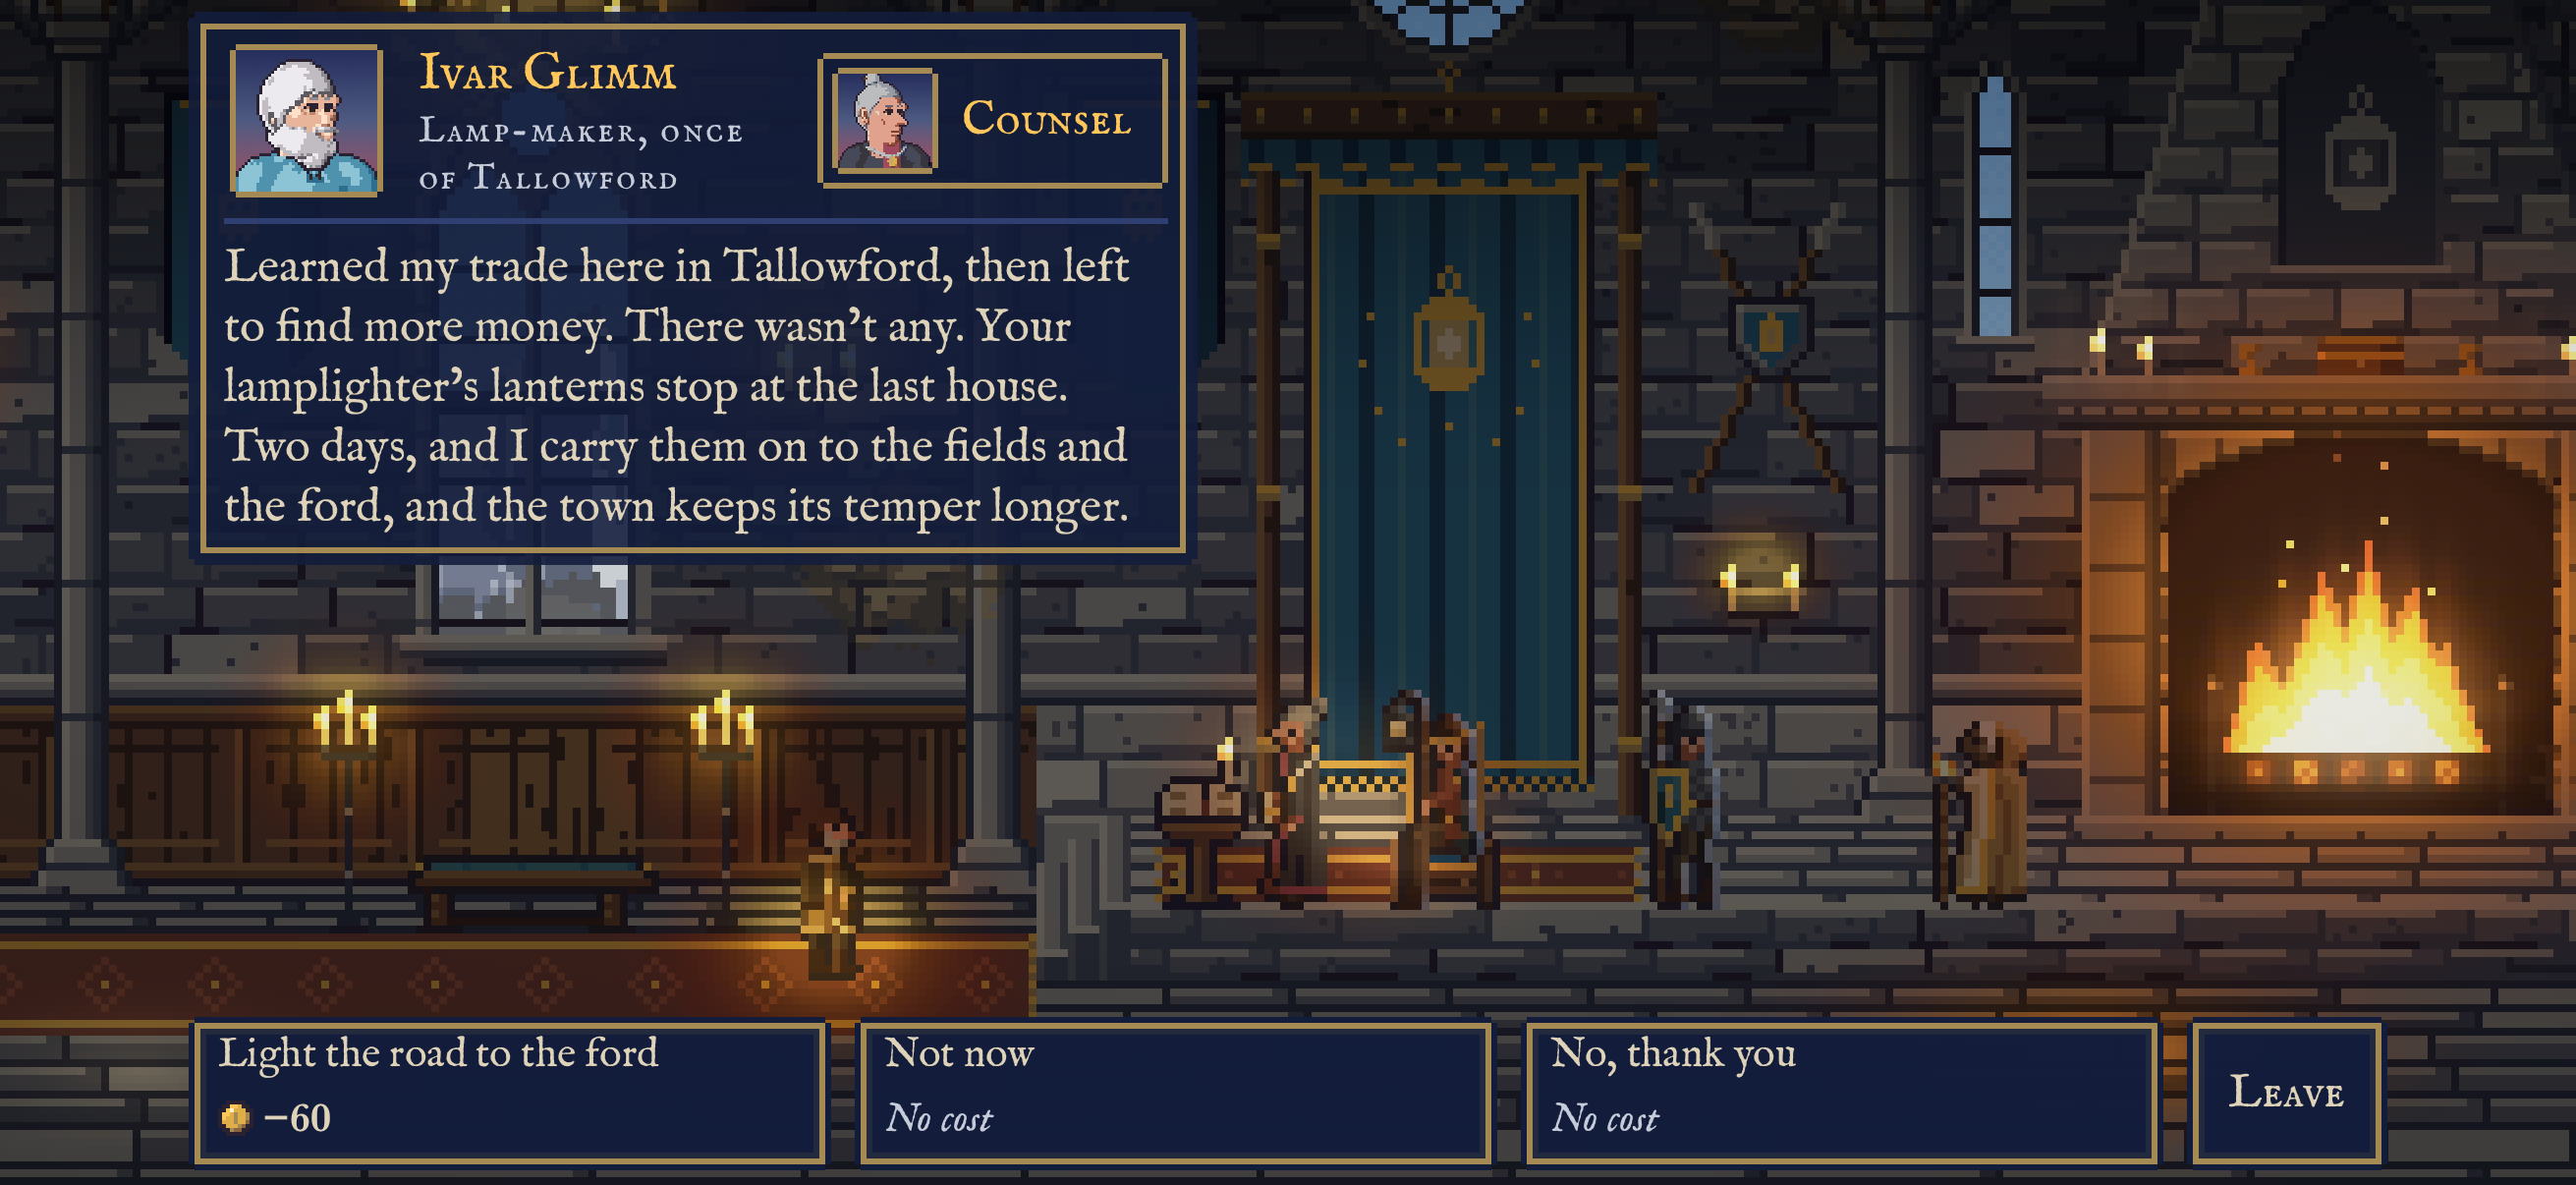 Ivar Glimm
Lamp-maker, once
of Tallowford
Counsel
Learned my trade here in Tallowford, then left
to find more money. There wasn't any. Your
lamplighter's lanterns stop at the last house.
Two days, and I carry them on to the fields and
the ford, and the town keeps its temper longer.
Light the road to the ford
−60
Not now
No cost
No, thank you
No cost
Leave